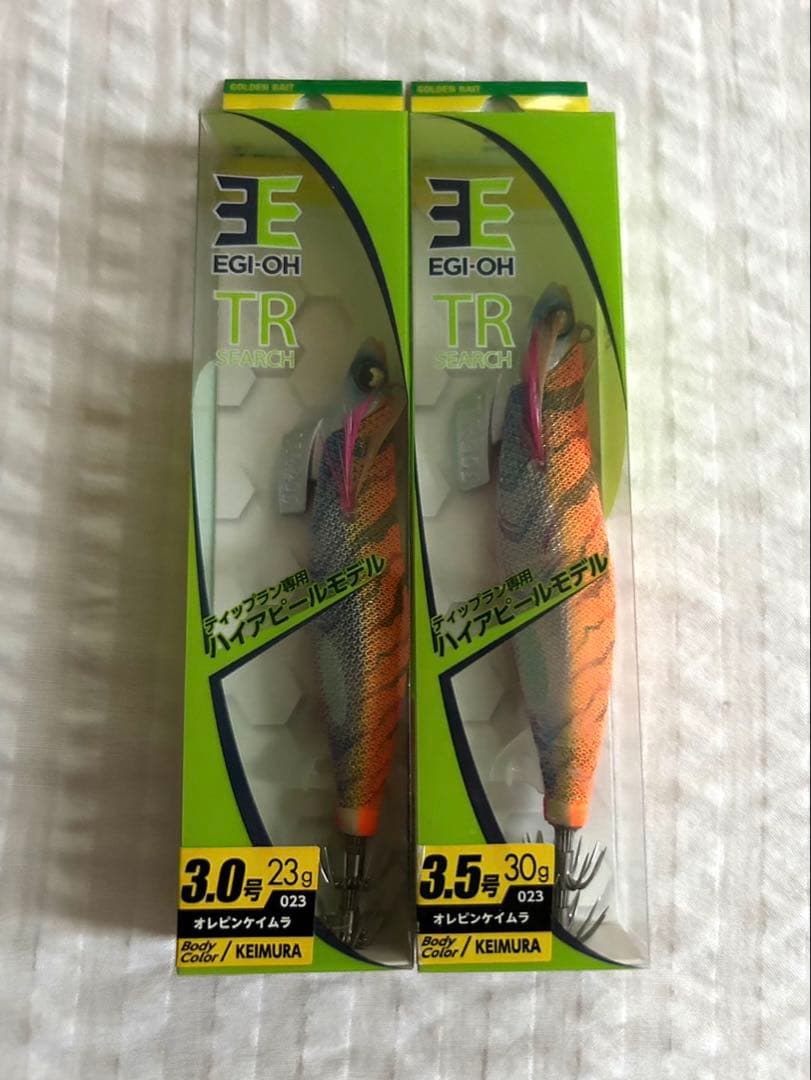 GOLDEN BAIT
EGI-OH
TR
SEARCH
ティップラン専用
ハイアピールモデル
3.0号 23g
023
オレピンケイムラ
Body Color / KEIMURA
GOLDEN BAIT
EGI-OH
TR
SEARCH
ティップラン専用
ハイアピールモデル
3.5号 30g
023
オレピンケイムラ
Body Color / KEIMURA